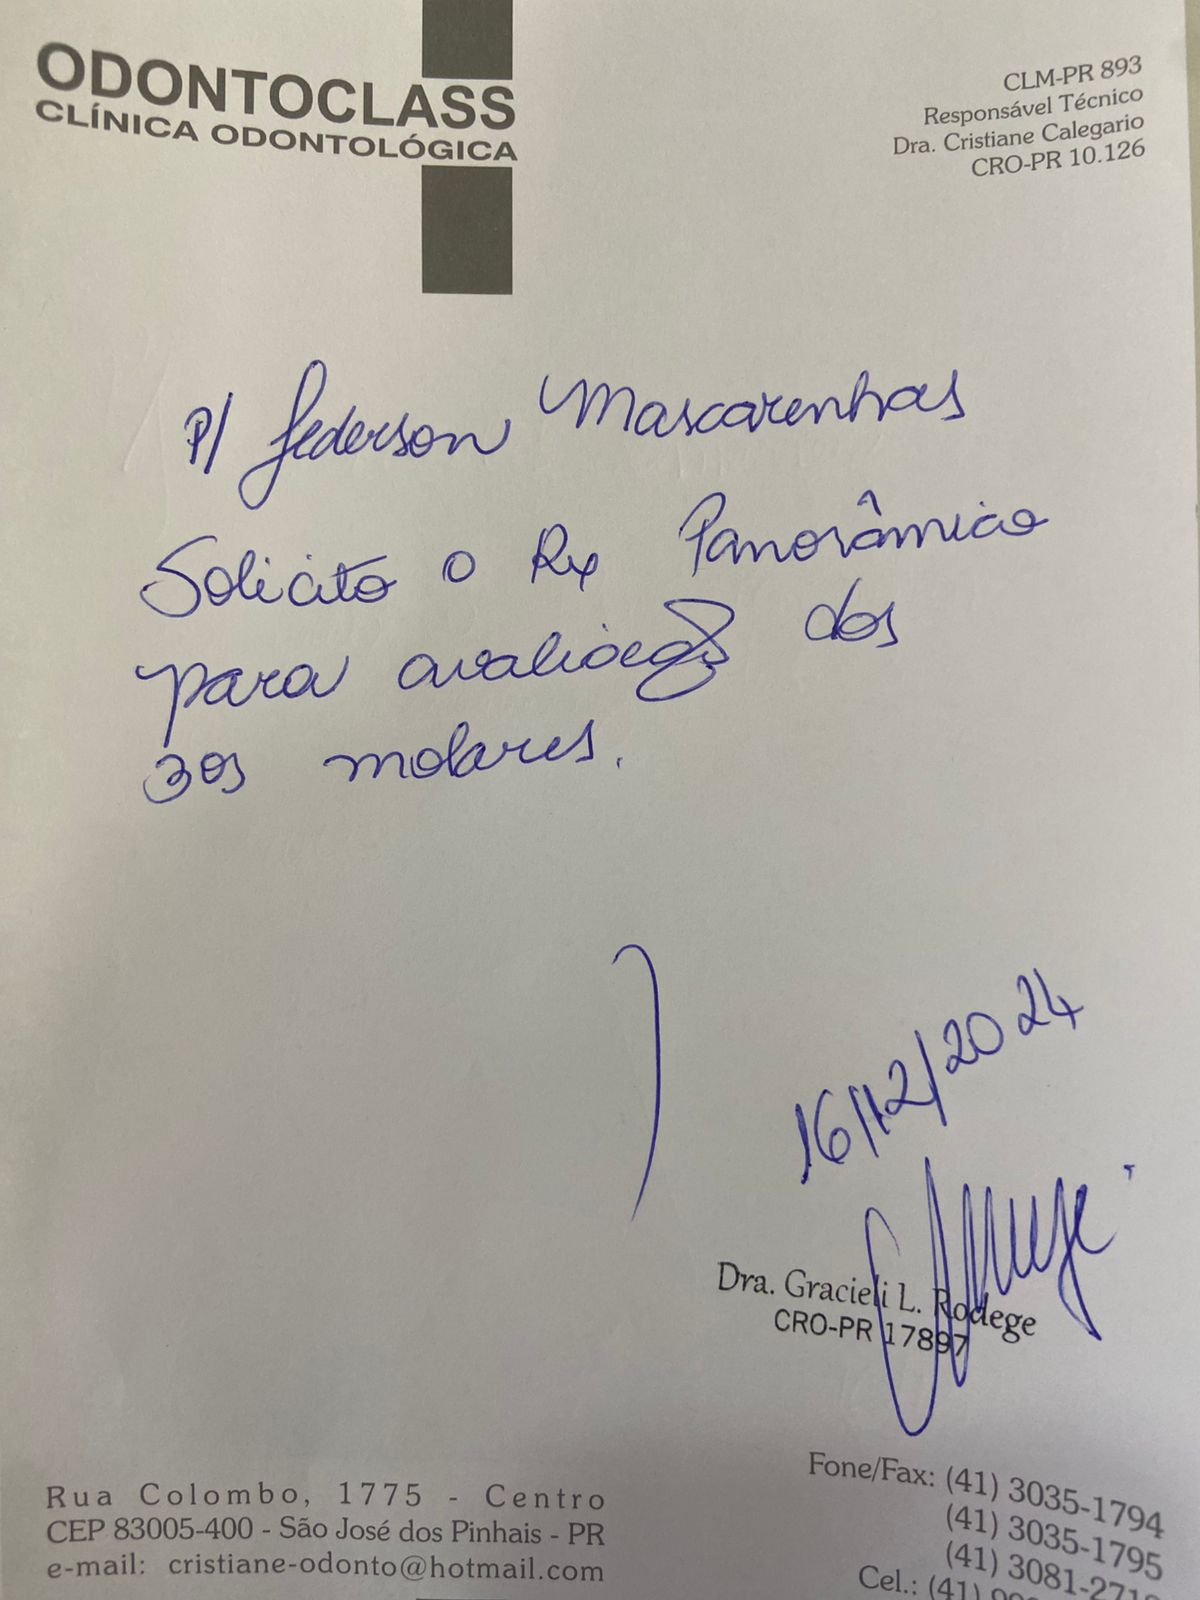 ODONTOCLASS
CLÍNICA ODONTOLÓGICA
CLM-PR 893
Responsável Técnico
Dra. Cristiane Calegario
CRO-PR 10.126
P/ Jederson Mascarenhas
Solicito o Rx Panorâmico
para avaliação dos
3os molares.
16/12/2024
Dra. Gracieli L. Rodege
CRO-PR 17897
Rua Colombo, 1775 - Centro
CEP 83005-400 - São José dos Pinhais - PR
e-mail: cristiane-odonto@hotmail.com
Fone/Fax: (41) 3035-1794
(41) 3035-1795
(41) 3081-271
Cel.: (41)